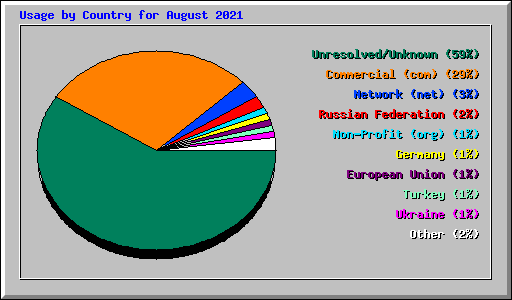 Usage by Country for August 2021
Unresolved/Unknown (59%)
Commercial (com) (29%)
Network (net) (3%)
Russian Federation (2%)
Non-Profit (org) (1%)
Germany (1%)
European Union (1%)
Turkey (1%)
Ukraine (1%)
Other (2%)